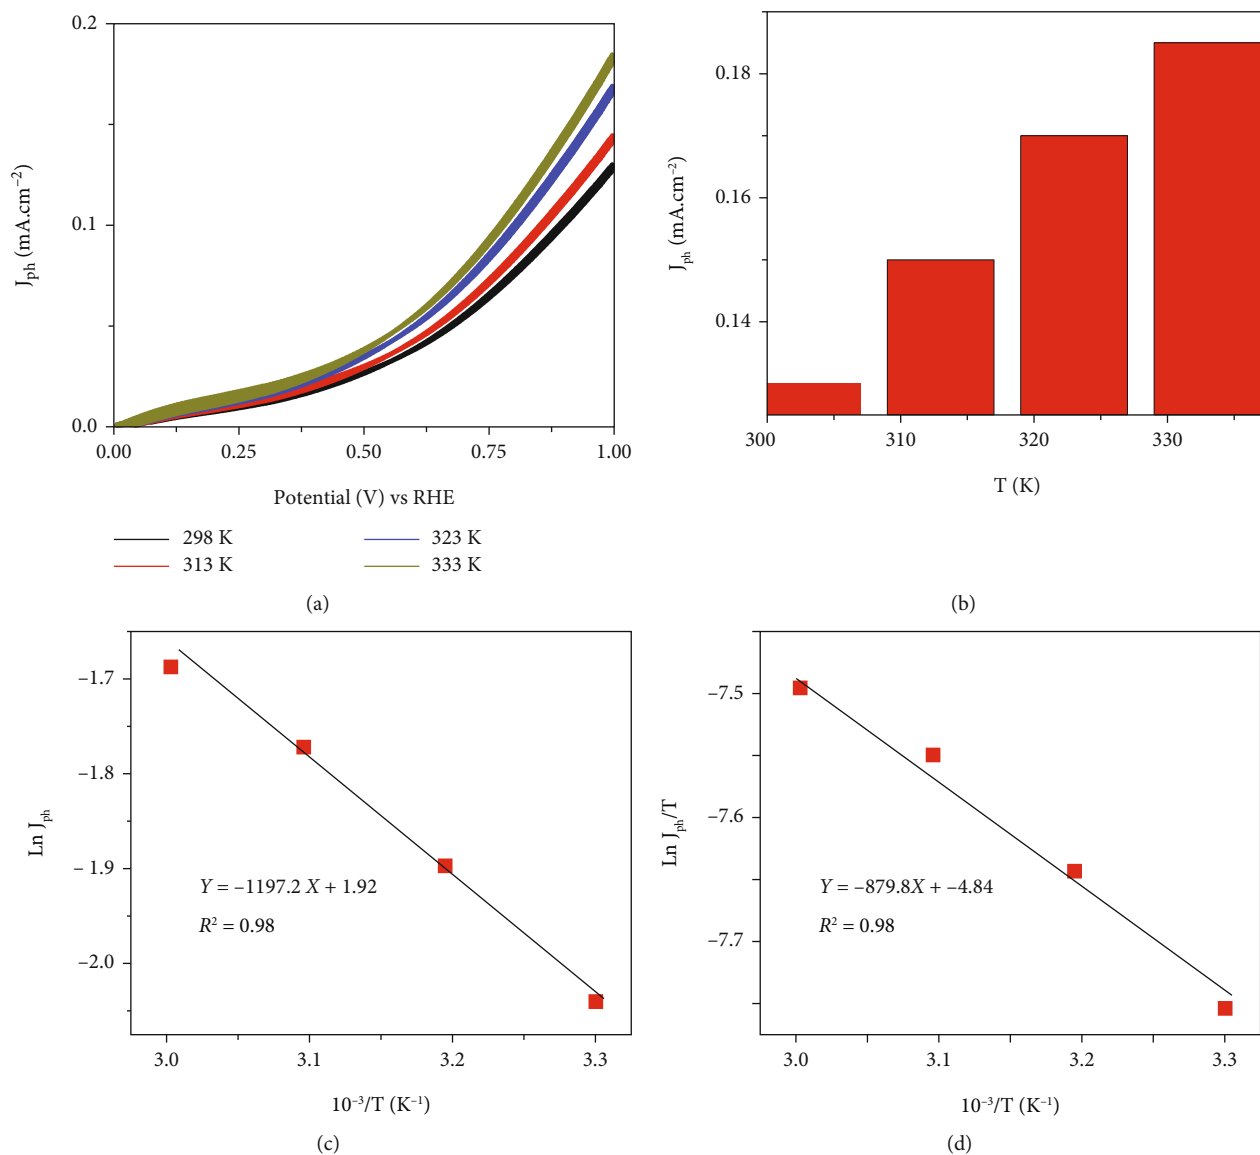 0.2
0.1
0.0
J_ph (mA.cm⁻²)
0.00 0.25 0.50 0.75 1.00
Potential (V) vs RHE
298 K 323 K
313 K 333 K
(a)
0.18
0.16
0.14
J_ph (mA.cm⁻²)
300 310 320 330
T (K)
(b)
–1.7
–1.8
–1.9
–2.0
Ln J_ph
Y = –1197.2 X + 1.92
R² = 0.98
3.0 3.1 3.2 3.3
10⁻³/T (K⁻¹)
(c)
–7.5
–7.6
–7.7
Ln J_ph/T
Y = –879.8X + –4.84
R² = 0.98
3.0 3.1 3.2 3.3
10⁻³/T (K⁻¹)
(d)